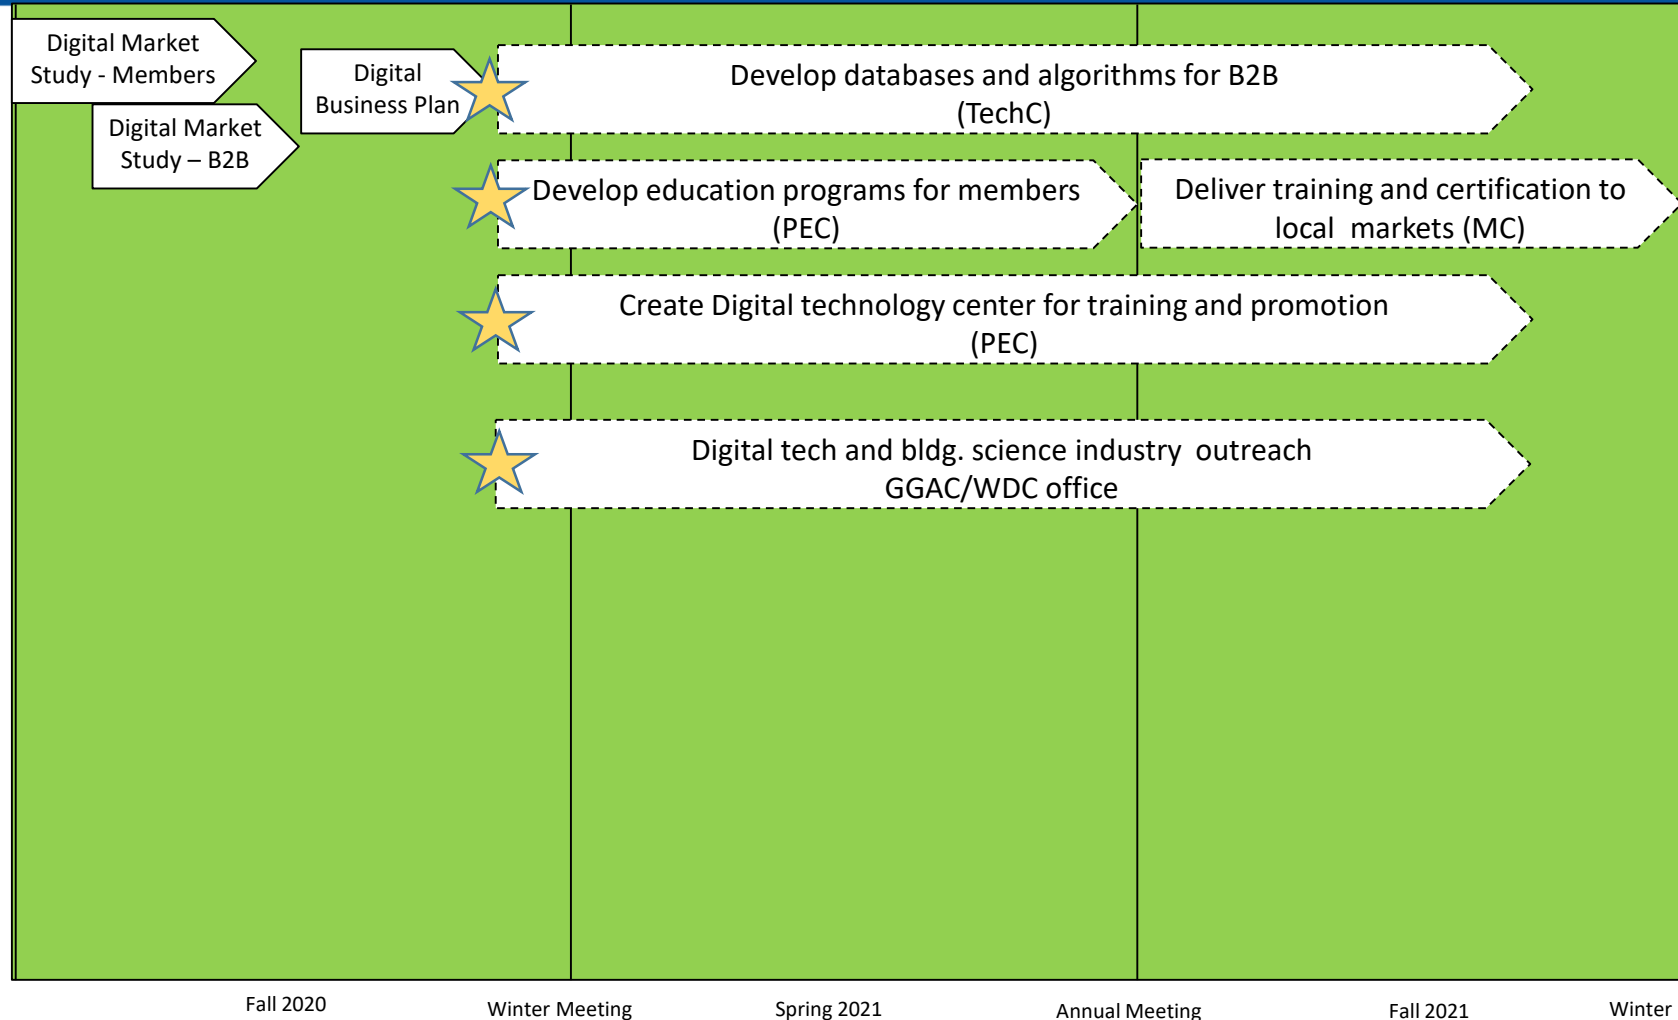 Digital Market
Study - Members
Digital Market
Study – B2B
Digital
Business Plan
Develop databases and algorithms for B2B
(TechC)
Develop education programs for members
(PEC)
Deliver training and certification to
local  markets (MC)
Create Digital technology center for training and promotion
(PEC)
Digital tech and bldg. science industry  outreach
GGAC/WDC office
Fall 2020
Winter Meeting
Spring 2021
Annual Meeting
Fall 2021
Winter